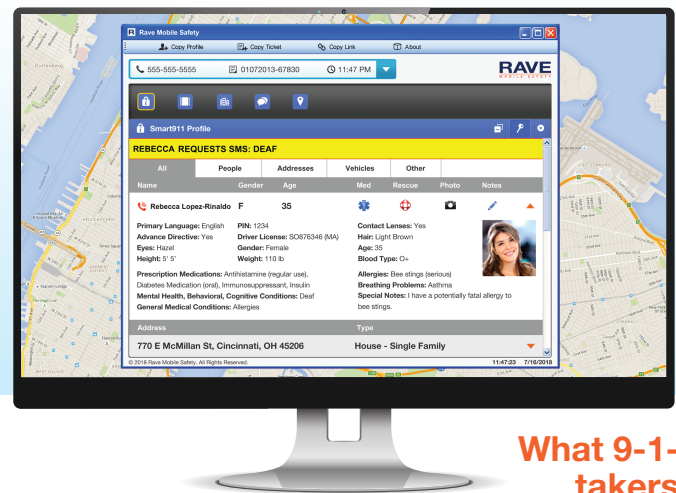 Rave Mobile Safety
Copy Profile Copy Ticket Copy Link About
555-555-5555 01072013-67830 11:47 PM
RAVE
MOBILE SAFETY
Smart911 Profile
REBECCA REQUESTS SMS: DEAF
All People Addresses Vehicles Other
Name Gender Age Med Rescue Photo Notes
Rebecca Lopez-Rinaldo F 35
Primary Language: English PIN: 1234 Contact Lenses: Yes
Advance Directive: Yes Driver License: SO876346 (MA) Hair: Light Brown
Eyes: Hazel Gender: Female Age: 35
Height: 5' 5" Weight: 110 lb Blood Type: O+
Prescription Medications: Antihistamine (regular use), Allergies: Bee stings (serious)
Diabetes Medication (oral), Immunosuppressant, Insulin Breathing Problems: Asthma
Mental Health, Behavioral, Cognitive Conditions: Deaf Special Notes: I have a potentially fatal allergy to
General Medical Conditions: Allergies bee stings.
Address Type
770 E McMillan St, Cincinnati, OH 45206 House - Single Family
© 2018 Rave Mobile Safety. All Rights Reserved. 11:47:23 7/16/2018
Guttenberg
What 9-1-
takers